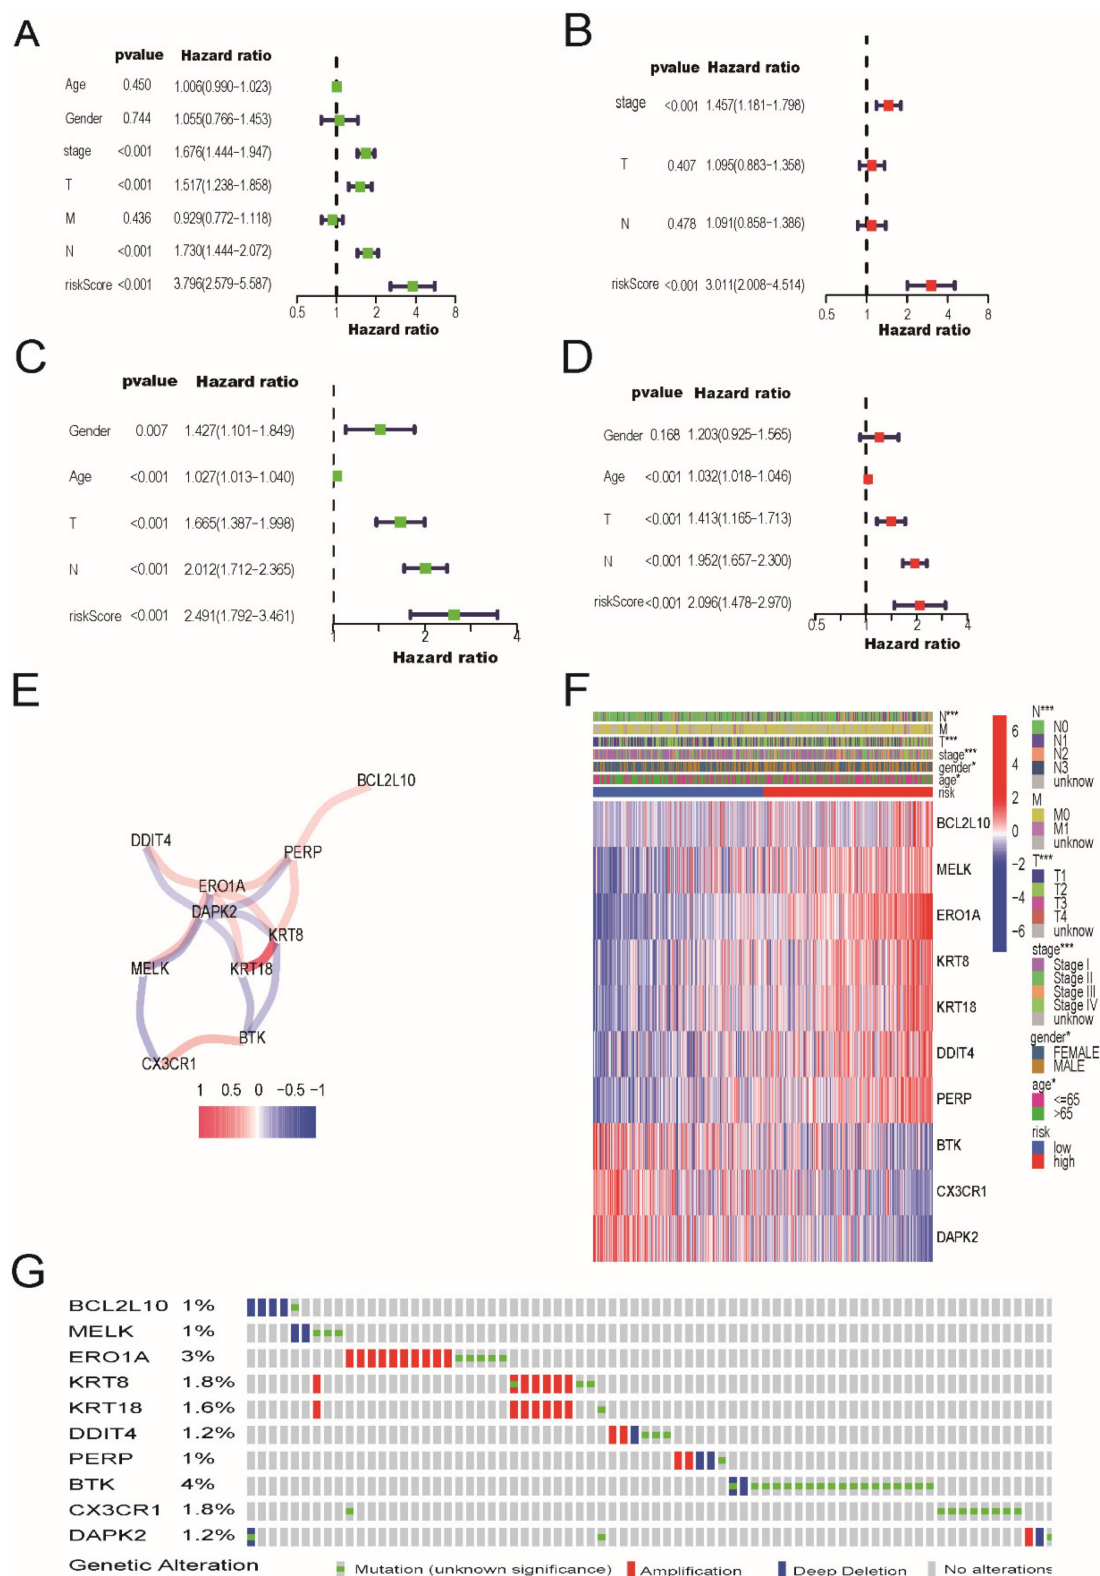 A
pvalue Hazard ratio
Age 0.450 1.006(0.990−1.023)
Gender 0.744 1.055(0.766−1.453)
stage <0.001 1.676(1.444−1.947)
T <0.001 1.517(1.238−1.858)
M 0.436 0.929(0.772−1.118)
N <0.001 1.730(1.444−2.072)
riskScore <0.001 3.796(2.579−5.587)
0.5 1 2 4 8
Hazard ratio
B
pvalue Hazard ratio
stage <0.001 1.457(1.181−1.798)
T 0.407 1.095(0.883−1.358)
N 0.478 1.091(0.858−1.386)
riskScore <0.001 3.011(2.008−4.514)
0.5 1 2 4 8
Hazard ratio
C
pvalue Hazard ratio
Gender 0.007 1.427(1.101−1.849)
Age <0.001 1.027(1.013−1.040)
T <0.001 1.665(1.387−1.998)
N <0.001 2.012(1.712−2.365)
riskScore <0.001 2.491(1.792−3.461)
1 2 4
Hazard ratio
D
pvalue Hazard ratio
Gender 0.168 1.203(0.925−1.565)
Age <0.001 1.032(1.018−1.046)
T <0.001 1.413(1.165−1.713)
N <0.001 1.952(1.657−2.300)
riskScore <0.001 2.096(1.478−2.970)
0.5 1 2 4
Hazard ratio
E
BCL2L10
DDIT4
PERP
ERO1A
DAPK2
KRT8
MELK
KRT18
BTK
CX3CR1
1 0.5 0 −0.5 −1
F
N***
M
T***
stage***
gender*
age*
risk
BCL2L10
MELK
ERO1A
KRT8
KRT18
DDIT4
PERP
BTK
CX3CR1
DAPK2
6
4
2
0
−2
−4
−6
N***
N0
N1
N2
N3
unknow
M
M0
M1
unknow
T***
T1
T2
T3
T4
unknow
stage***
Stage I
Stage II
Stage III
Stage IV
unknow
gender*
FEMALE
MALE
age*
<=65
>65
risk
low
high
G
BCL2L10 1%
MELK 1%
ERO1A 3%
KRT8 1.8%
KRT18 1.6%
DDIT4 1.2%
PERP 1%
BTK 4%
CX3CR1 1.8%
DAPK2 1.2%
Genetic Alteration Mutation (unknown significance) Amplification Deep Deletion No alterations